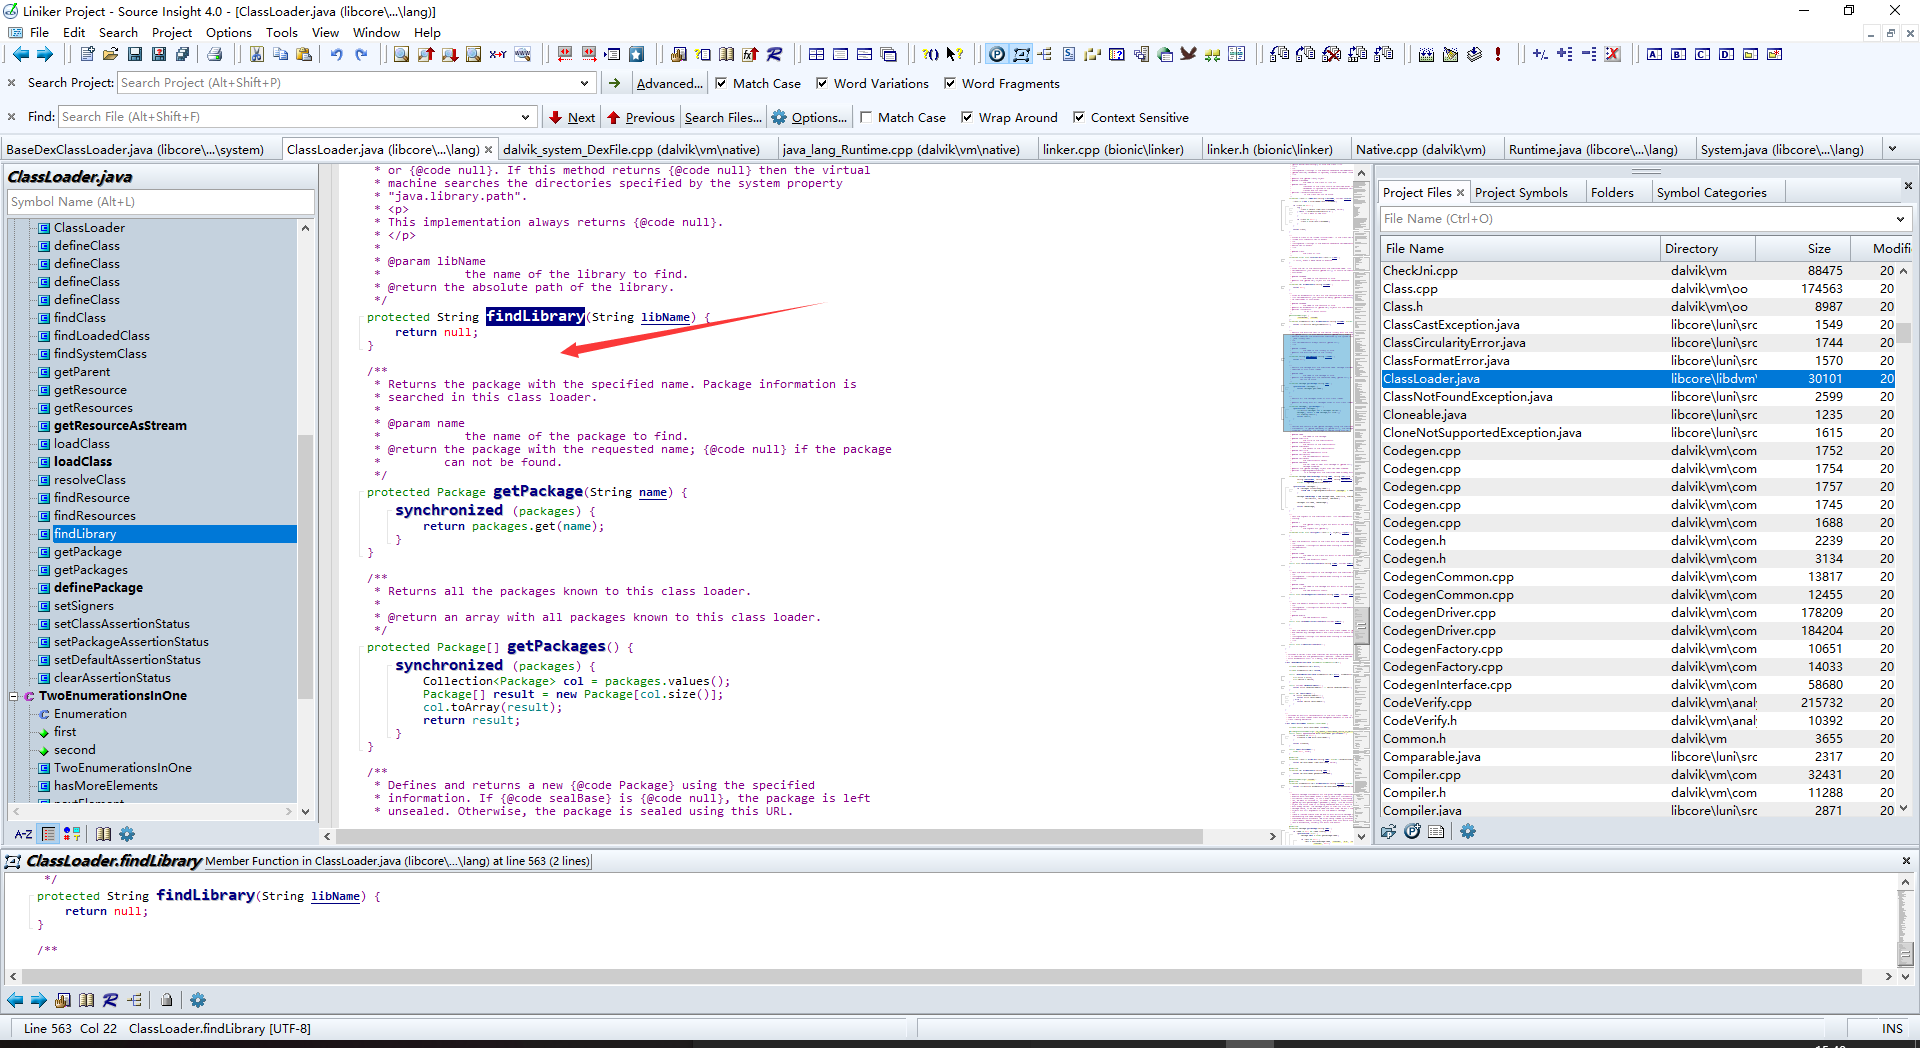 Liniker Project - Source Insight 4.0 - [ClassLoader.java (libcore\...\lang)]
File Edit Search Project Options Tools View Window Help
Search Project: Search Project (Alt+Shift+P) Advanced... Match Case Word Variations Word Fragments
Find: Search File (Alt+Shift+F) Next Previous Search Files... Options... Match Case Wrap Around Context Sensitive
BaseDexClassLoader.java (libcore\...\system) ClassLoader.java (libcore\...\lang) dalvik_system_DexFile.cpp (dalvik\vm\native) java_lang_Runtime.cpp (dalvik\vm\native) linker.cpp (bionic\linker) linker.h (bionic\linker) Native.cpp (dalvik\vm) Runtime.java (libcore\...\lang) System.java (libcore\...\lang)
ClassLoader.java
Symbol Name (Alt+L)
ClassLoader
defineClass
defineClass
defineClass
defineClass
findClass
findLoadedClass
findSystemClass
getParent
getResource
getResources
getResourceAsStream
loadClass
loadClass
resolveClass
findResource
findResources
findLibrary
getPackage
getPackages
definePackage
setSigners
setClassAssertionStatus
setPackageAssertionStatus
setDefaultAssertionStatus
clearAssertionStatus
TwoEnumerationsInOne
Enumeration
first
second
TwoEnumerationsInOne
hasMoreElements
A-Z
* or {@code null}. If this method returns {@code null} then the virtual
* machine searches the directories specified by the system property
* "java.library.path".
* <p>
* This implementation always returns {@code null}.
* </p>
*
* @param libName
* the name of the library to find.
* @return the absolute path of the library.
*/
protected String findLibrary(String libName) {
return null;
}
/**
* Returns the package with the specified name. Package information is
* searched in this class loader.
*
* @param name
* the name of the package to find.
* @return the package with the requested name; {@code null} if the package
* can not be found.
*/
protected Package getPackage(String name) {
synchronized (packages) {
return packages.get(name);
}
}
/**
* Returns all the packages known to this class loader.
*
* @return an array with all packages known to this class loader.
*/
protected Package[] getPackages() {
synchronized (packages) {
Collection<Package> col = packages.values();
Package[] result = new Package[col.size()];
col.toArray(result);
return result;
}
}
/**
* Defines and returns a new {@code Package} using the specified
* information. If {@code sealBase} is {@code null}, the package is left
* unsealed. Otherwise, the package is sealed using this URL.
Project Files Project Symbols Folders Symbol Categories
File Name (Ctrl+O)
File Name Directory Size Modifi
CheckJni.cpp dalvik\vm 88475 20
Class.cpp dalvik\vm\oo 174563 20
Class.h dalvik\vm\oo 8987 20
ClassCastException.java libcore\luni\src 1549 20
ClassCircularityError.java libcore\luni\src 1744 20
ClassFormatError.java libcore\luni\src 1570 20
ClassLoader.java libcore\libdvm\ 30101 20
ClassNotFoundException.java libcore\luni\src 2599 20
Cloneable.java libcore\luni\src 1235 20
CloneNotSupportedException.java libcore\luni\src 1615 20
Codegen.cpp dalvik\vm\com 1752 20
Codegen.cpp dalvik\vm\com 1754 20
Codegen.cpp dalvik\vm\com 1757 20
Codegen.cpp dalvik\vm\com 1745 20
Codegen.cpp dalvik\vm\com 1688 20
Codegen.h dalvik\vm\com 2239 20
Codegen.h dalvik\vm\com 3134 20
CodegenCommon.cpp dalvik\vm\com 13817 20
CodegenCommon.cpp dalvik\vm\com 12455 20
CodegenDriver.cpp dalvik\vm\com 178209 20
CodegenDriver.cpp dalvik\vm\com 184204 20
CodegenFactory.cpp dalvik\vm\com 10651 20
CodegenFactory.cpp dalvik\vm\com 14033 20
CodegenInterface.cpp dalvik\vm\com 58680 20
CodeVerify.cpp dalvik\vm\anal 215732 20
CodeVerify.h dalvik\vm\anal 10392 20
Common.h dalvik\vm 3655 20
Comparable.java libcore\luni\src 2317 20
Compiler.cpp dalvik\vm\com 32431 20
Compiler.h dalvik\vm\com 11288 20
Compiler.java libcore\luni\src 2871 20
ClassLoader.findLibrary Member Function in ClassLoader.java (libcore\...\lang) at line 563 (2 lines)
*/
protected String findLibrary(String libName) {
return null;
}
/**
Line 563 Col 22 ClassLoader.findLibrary [UTF-8] INS